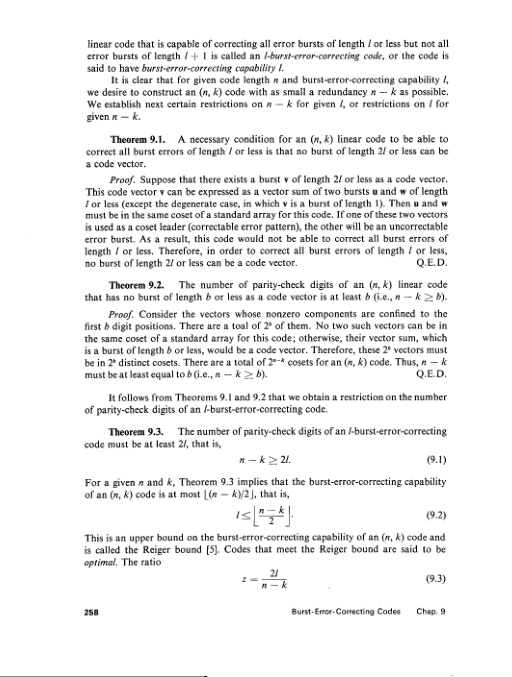 linear code that is capable of correcting all error bursts of length l or less but not all
error bursts of length l + 1 is called an l-burst-error-correcting code, or the code is
said to have burst-error-correcting capability l.
It is clear that for given code length n and burst-error-correcting capability l,
we desire to construct an (n, k) code with as small a redundancy n − k as possible.
We establish next certain restrictions on n − k for given l, or restrictions on l for
given n − k.
Theorem 9.1. A necessary condition for an (n, k) linear code to be able to
correct all burst errors of length l or less is that no burst of length 2l or less can be
a code vector.
Proof. Suppose that there exists a burst v of length 2l or less as a code vector.
This code vector v can be expressed as a vector sum of two bursts u and w of length
l or less (except the degenerate case, in which v is a burst of length 1). Then u and w
must be in the same coset of a standard array for this code. If one of these two vectors
is used as a coset leader (correctable error pattern), the other will be an uncorrectable
error burst. As a result, this code would not be able to correct all burst errors of
length l or less. Therefore, in order to correct all burst errors of length l or less,
no burst of length 2l or less can be a code vector. Q.E.D.
Theorem 9.2. The number of parity-check digits of an (n, k) linear code
that has no burst of length b or less as a code vector is at least b (i.e., n − k ≥ b).
Proof. Consider the vectors whose nonzero components are confined to the
first b digit positions. There are a toal of 2^b of them. No two such vectors can be in
the same coset of a standard array for this code; otherwise, their vector sum, which
is a burst of length b or less, would be a code vector. Therefore, these 2^b vectors must
be in 2^b distinct cosets. There are a total of 2^{n−k} cosets for an (n, k) code. Thus, n − k
must be at least equal to b (i.e., n − k ≥ b). Q.E.D.
It follows from Theorems 9.1 and 9.2 that we obtain a restriction on the number
of parity-check digits of an l-burst-error-correcting code.
Theorem 9.3. The number of parity-check digits of an l-burst-error-correcting
code must be at least 2l, that is,
n − k ≥ 2l. (9.1)
For a given n and k, Theorem 9.3 implies that the burst-error-correcting capability
of an (n, k) code is at most ⌊(n − k)/2⌋, that is,
l ≤ ⌊(n − k)/2⌋. (9.2)
This is an upper bound on the burst-error-correcting capability of an (n, k) code and
is called the Reiger bound [5]. Codes that meet the Reiger bound are said to be
optimal. The ratio
z = 2l/(n − k) (9.3)
258 Burst-Error-Correcting Codes Chap. 9